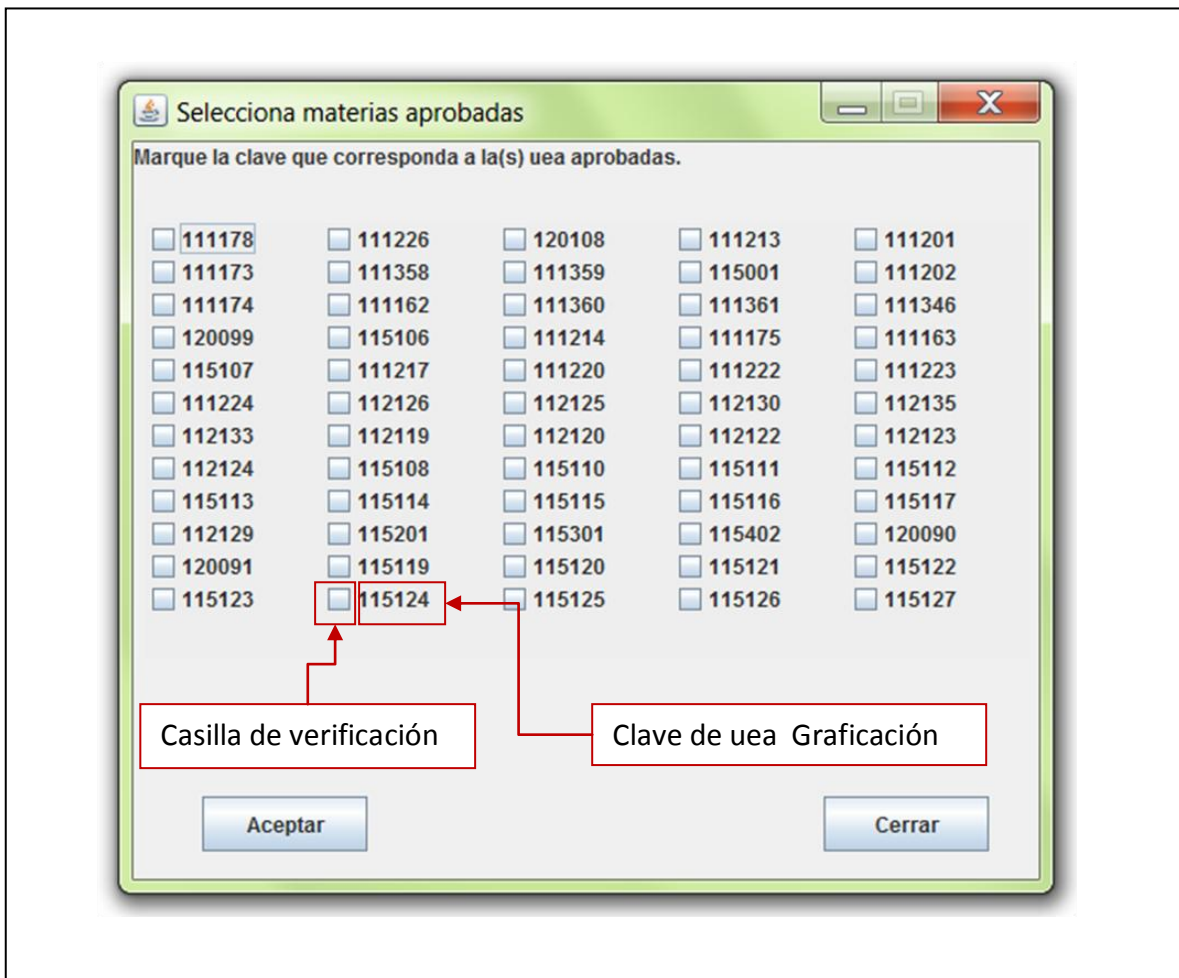 Selecciona materias aprobadas
Marque la clave que corresponda a la(s) uea aprobadas.
111178 111226 120108 111213 111201
111173 111358 111359 115001 111202
111174 111162 111360 111361 111346
120099 115106 111214 111175 111163
115107 111217 111220 111222 111223
111224 112126 112125 112130 112135
112133 112119 112120 112122 112123
112124 115108 115110 115111 115112
115113 115114 115115 115116 115117
112129 115201 115301 115402 120090
120091 115119 115120 115121 115122
115123 115124 115125 115126 115127
Casilla de verificación Clave de uea Graficación
Aceptar Cerrar